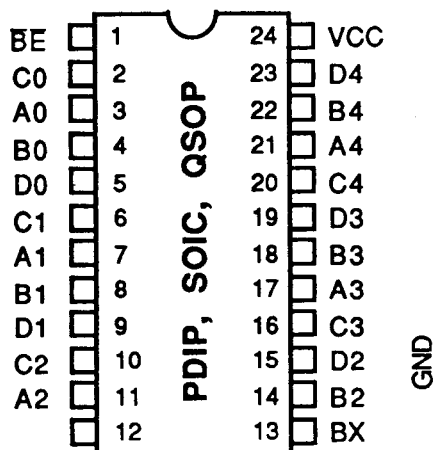 BE 1 24 VCC
C0 2 23 D4
A0 3 22 B4
B0 4 21 A4
D0 5 20 C4
C1 6 19 D3
A1 7 18 B3
B1 8 17 A3
D1 9 16 C3
C2 10 15 D2
A2 11 14 B2
12 13 BX
PDIP, SOIC, QSOP
GND